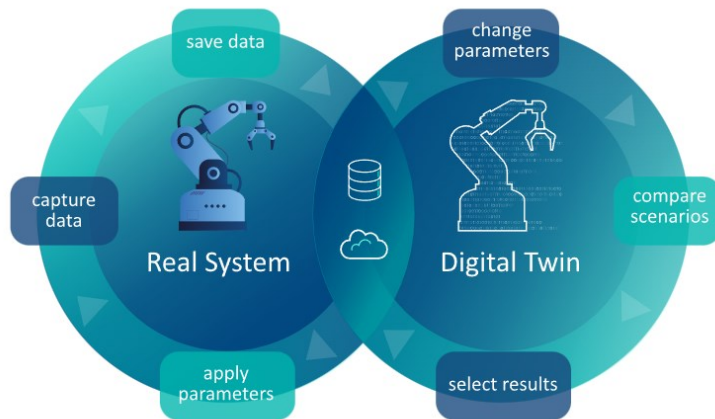 save data
change
parameters
capture
data
compare
scenarios
Real System
Digital Twin
apply
parameters
select results